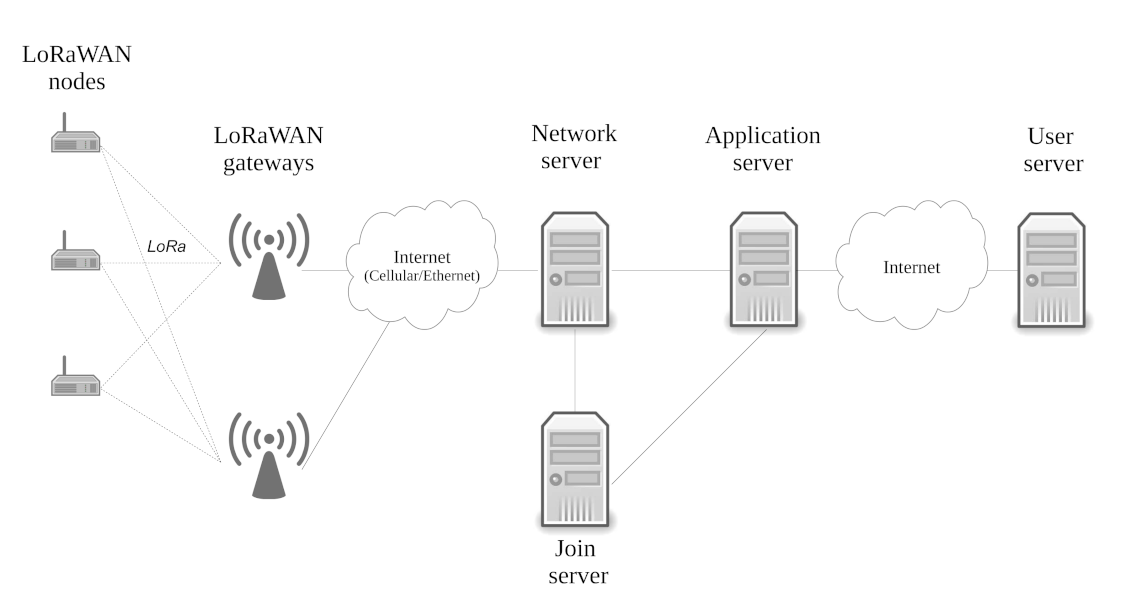 LoRaWAN
nodes
LoRaWAN
gateways
Network
server
Application
server
User
server
LoRa
Internet
(Cellular/Ethernet)
Internet
Join
server